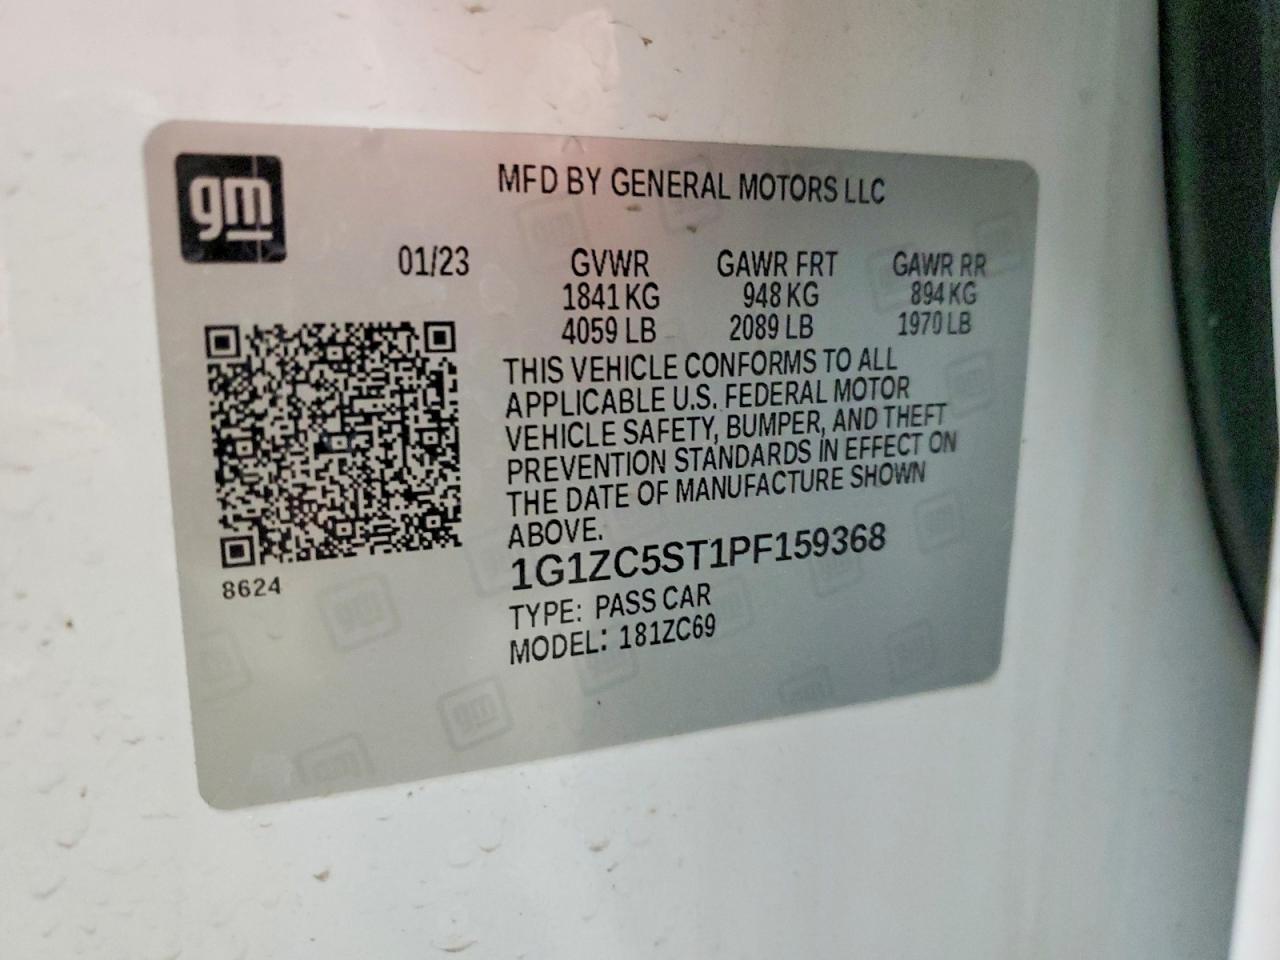 gm
MFD BY GENERAL MOTORS LLC
01/23 GVWR GAWR FRT GAWR RR
1841 KG 948 KG 894 KG
4059 LB 2089 LB 1970 LB
THIS VEHICLE CONFORMS TO ALL
APPLICABLE U.S. FEDERAL MOTOR
VEHICLE SAFETY, BUMPER, AND THEFT
PREVENTION STANDARDS IN EFFECT ON
THE DATE OF MANUFACTURE SHOWN
ABOVE.
8624
1G1ZC5ST1PF159368
TYPE: PASS CAR
MODEL: 181ZC69